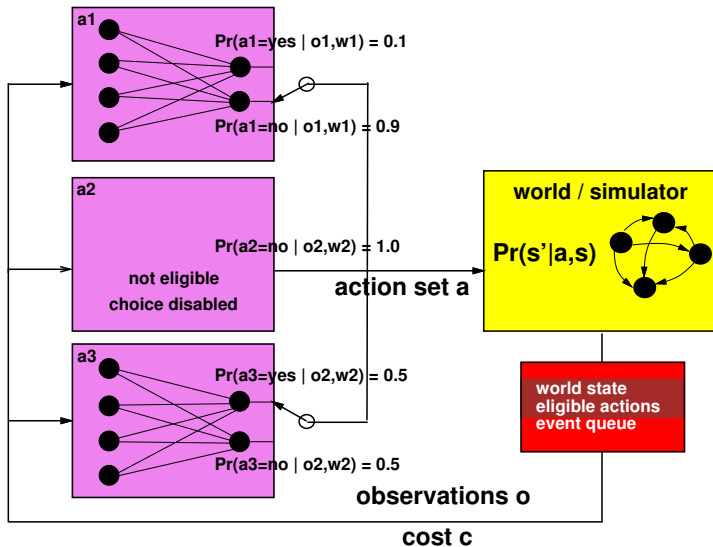 a1
Pr(a1=yes | o1,w1) = 0.1
Pr(a1=no | o1,w1) = 0.9
a2
Pr(a2=no | o2,w2) = 1.0
not eligible
choice disabled
action set a
world / simulator
Pr(s'|a,s)
a3
Pr(a3=yes | o2,w2) = 0.5
Pr(a3=no | o2,w2) = 0.5
world state
eligible actions
event queue
observations o
cost c